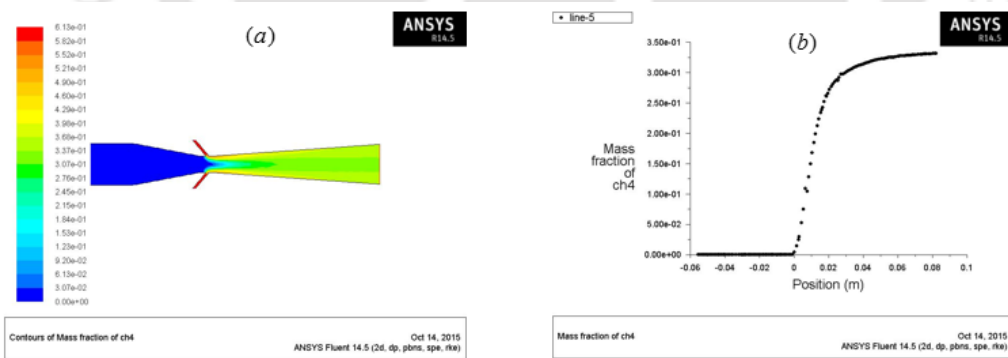 (a)
ANSYS
R14.5
6.13e-01
5.82e-01
5.52e-01
5.21e-01
4.90e-01
4.60e-01
4.29e-01
3.98e-01
3.68e-01
3.37e-01
3.07e-01
2.76e-01
2.45e-01
2.15e-01
1.84e-01
1.53e-01
1.23e-01
9.20e-02
6.13e-02
3.07e-02
0.00e+00
Contours of Mass fraction of ch4
Oct 14, 2015
ANSYS Fluent 14.5 (2d, dp, pbns, spe, rke)
line-5
(b)
ANSYS
R14.5
3.50e-01
3.00e-01
2.50e-01
2.00e-01
1.50e-01
1.00e-01
5.00e-02
0.00e+00
Mass
fraction
of
ch4
-0.06
-0.04
-0.02
0
0.02
0.04
0.06
0.08
0.1
Position (m)
Mass fraction of ch4
Oct 14, 2015
ANSYS Fluent 14.5 (2d, dp, pbns, spe, rke)